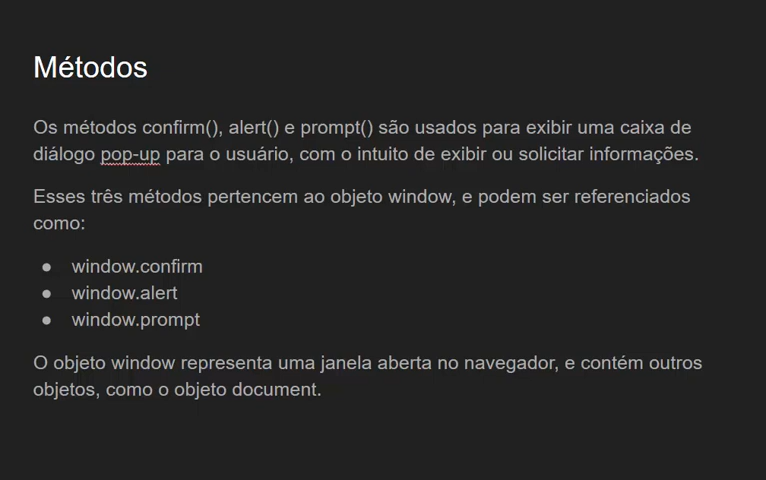 Métodos
Os métodos confirm(), alert() e prompt() são usados para exibir uma caixa de
diálogo pop-up para o usuário, com o intuito de exibir ou solicitar informações.
Esses três métodos pertencem ao objeto window, e podem ser referenciados
como:
● window.confirm
● window.alert
● window.prompt
O objeto window representa uma janela aberta no navegador, e contém outros
objetos, como o objeto document.